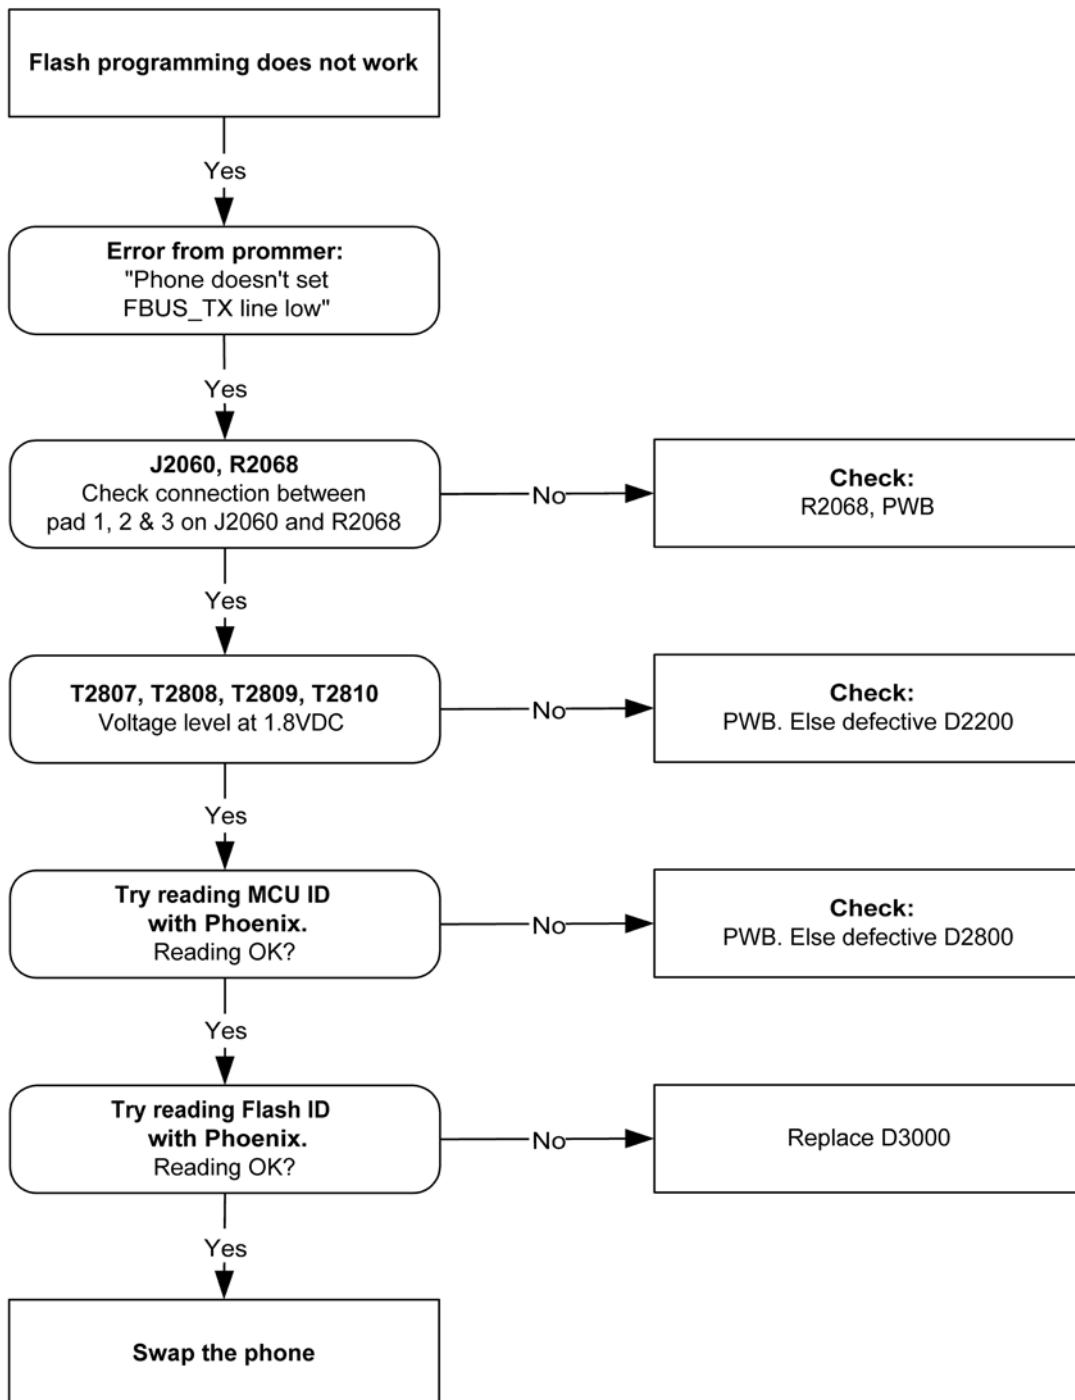 Flash programming does not work
Yes
Error from prommer:
"Phone doesn't set
FBUS_TX line low"
Yes
J2060, R2068
Check connection between
pad 1, 2 & 3 on J2060 and R2068
No
Check:
R2068, PWB
Yes
T2807, T2808, T2809, T2810
Voltage level at 1.8VDC
No
Check:
PWB. Else defective D2200
Yes
Try reading MCU ID
with Phoenix.
Reading OK?
No
Check:
PWB. Else defective D2800
Yes
Try reading Flash ID
with Phoenix.
Reading OK?
No
Replace D3000
Yes
Swap the phone